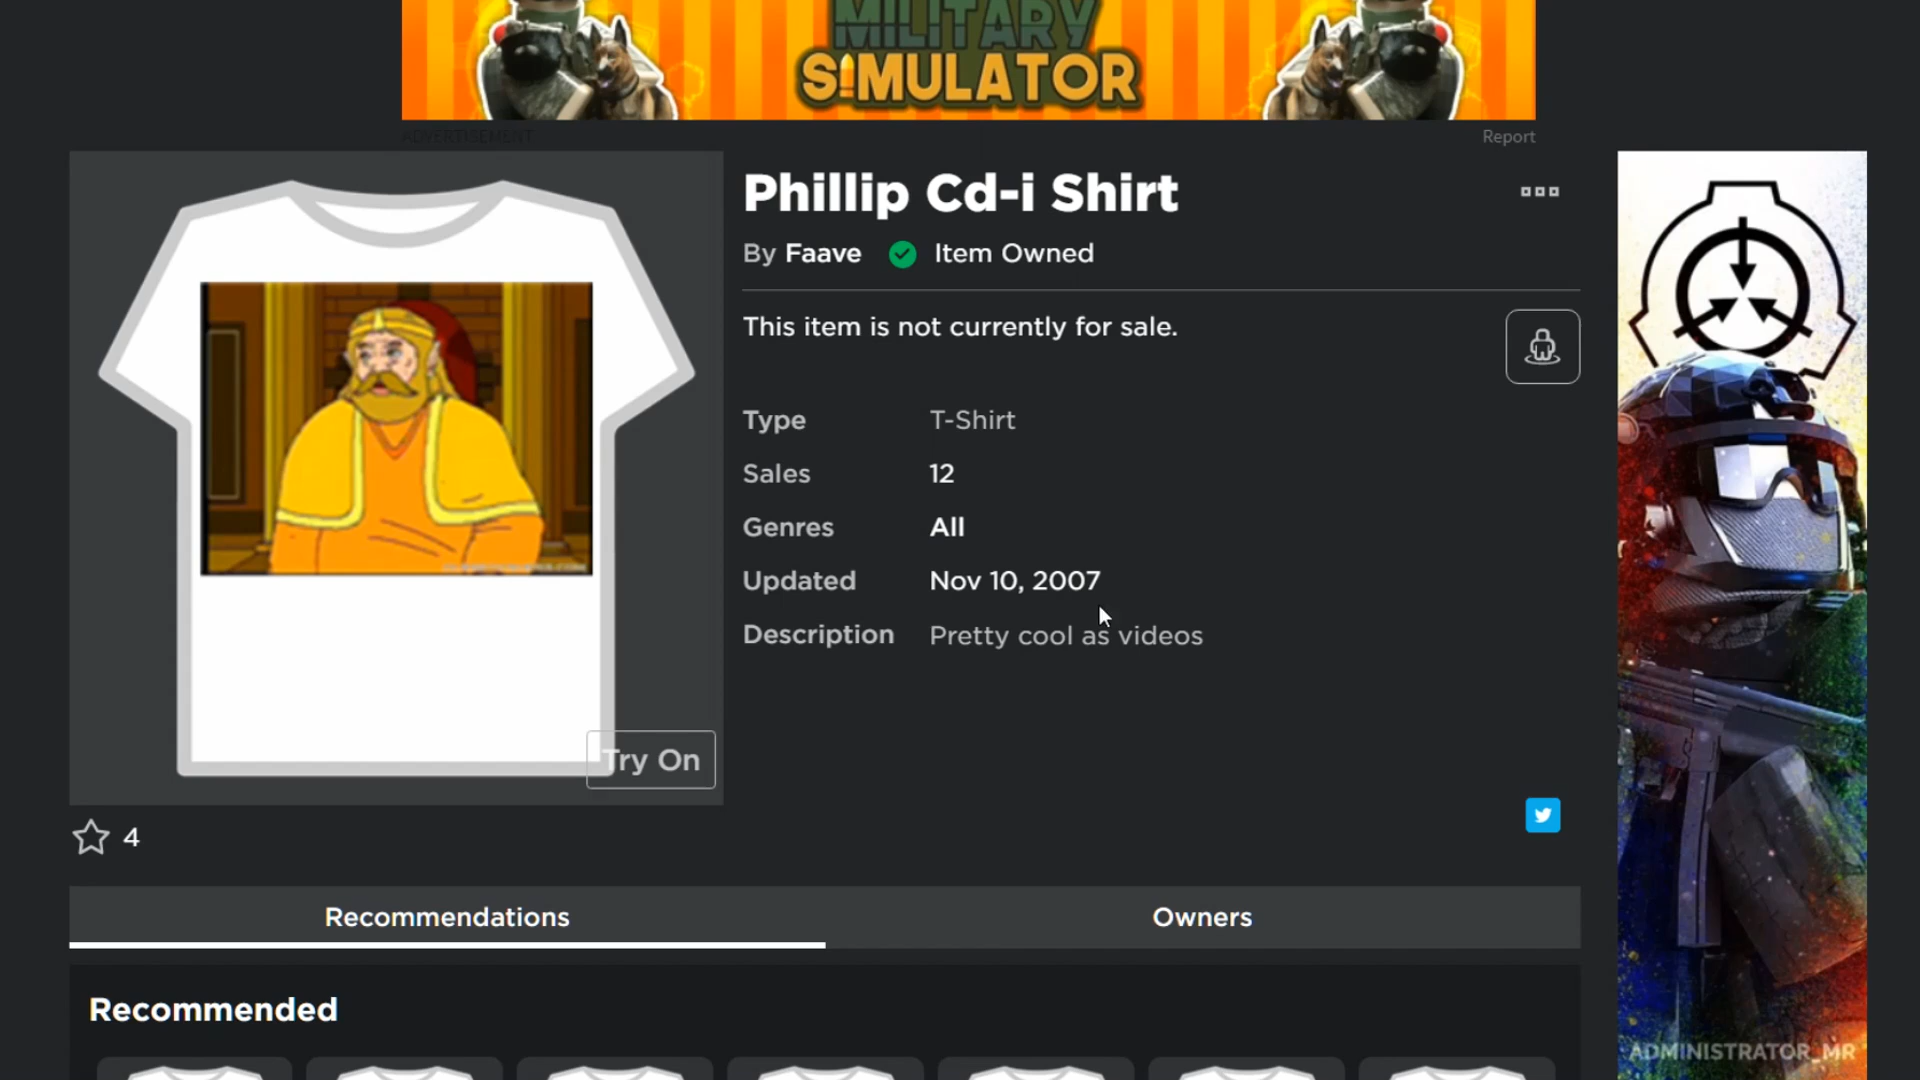 MILITARY
SIMULATOR
ADVERTISEMENT
Report
Phillip Cd-i Shirt
By Faave Item Owned
This item is not currently for sale.
Type T-Shirt
Sales 12
Genres All
Updated Nov 10, 2007
Description Pretty cool as videos
Try On
4
Recommendations
Owners
Recommended
ADMINISTRATOR_MR